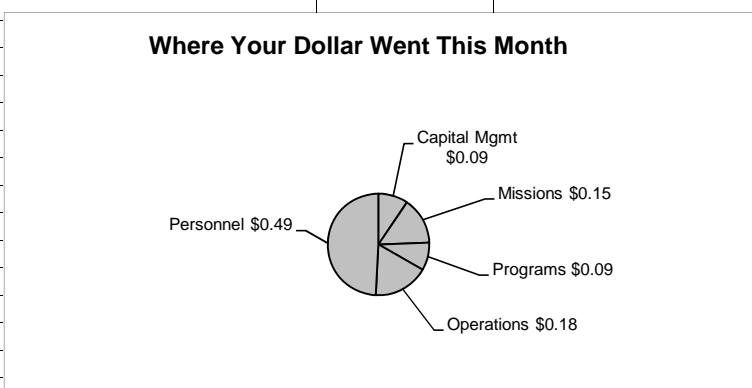 Where Your Dollar Went This Month
Capital Mgmt
$0.09
Missions $0.15
Personnel $0.49
Programs $0.09
Operations $0.18